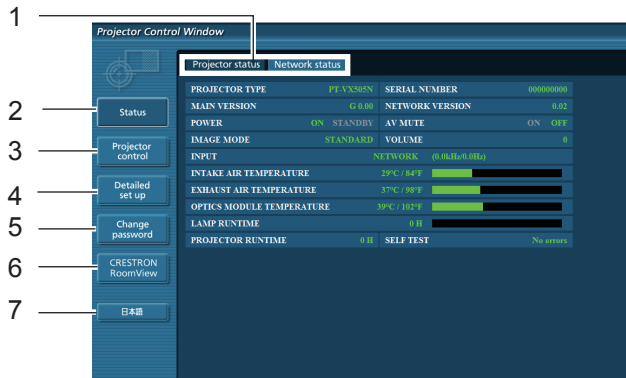 1
Projector Control Window
Projector status Network status
PROJECTOR TYPE PT-VX505N SERIAL NUMBER 000000000
MAIN VERSION G 0.00 NETWORK VERSION 0.02
2 Status
POWER ON STANDBY AV MUTE ON OFF
IMAGE MODE STANDARD VOLUME 0
3 Projector control
INPUT NETWORK (0.0kHz/0.0Hz)
INTAKE AIR TEMPERATURE 29°C / 84°F
4 Detailed set up
EXHAUST AIR TEMPERATURE 37°C / 98°F
OPTICS MODULE TEMPERATURE 39°C / 102°F
5 Change password
LAMP RUNTIME 0 H
PROJECTOR RUNTIME 0 H SELF TEST No errors
6 CRESTRON RoomView
7 日本語